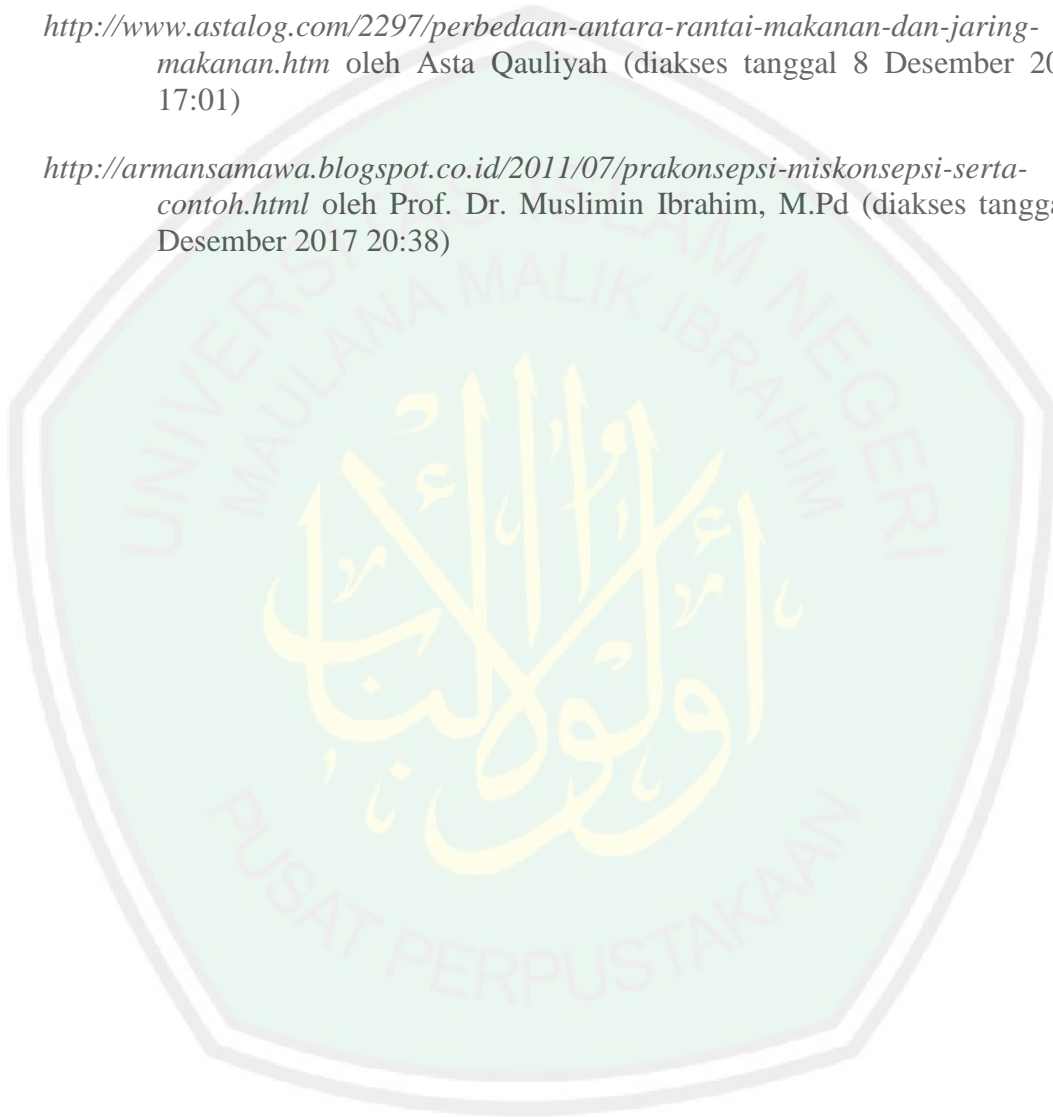 http://www.astalog.com/2297/perbedaan-antara-rantai-makanan-dan-jaring-
makanan.htm oleh Asta Qauliyah (diakses tanggal 8 Desember
17:01)
http://armansamawa.blogspot.co.id/2011/07/prakonsepsi-miskonsepsi-serta-
contoh.html oleh Prof. Dr. Muslimin Ibrahim, M.Pd (diakses
Desember 2017 20:38)
UNIVERSITAS ISLAM NEGERI
MAULANA MALIK IBRAHIM
أولوا الألباب
PUSAT PERPUSTAKAAN